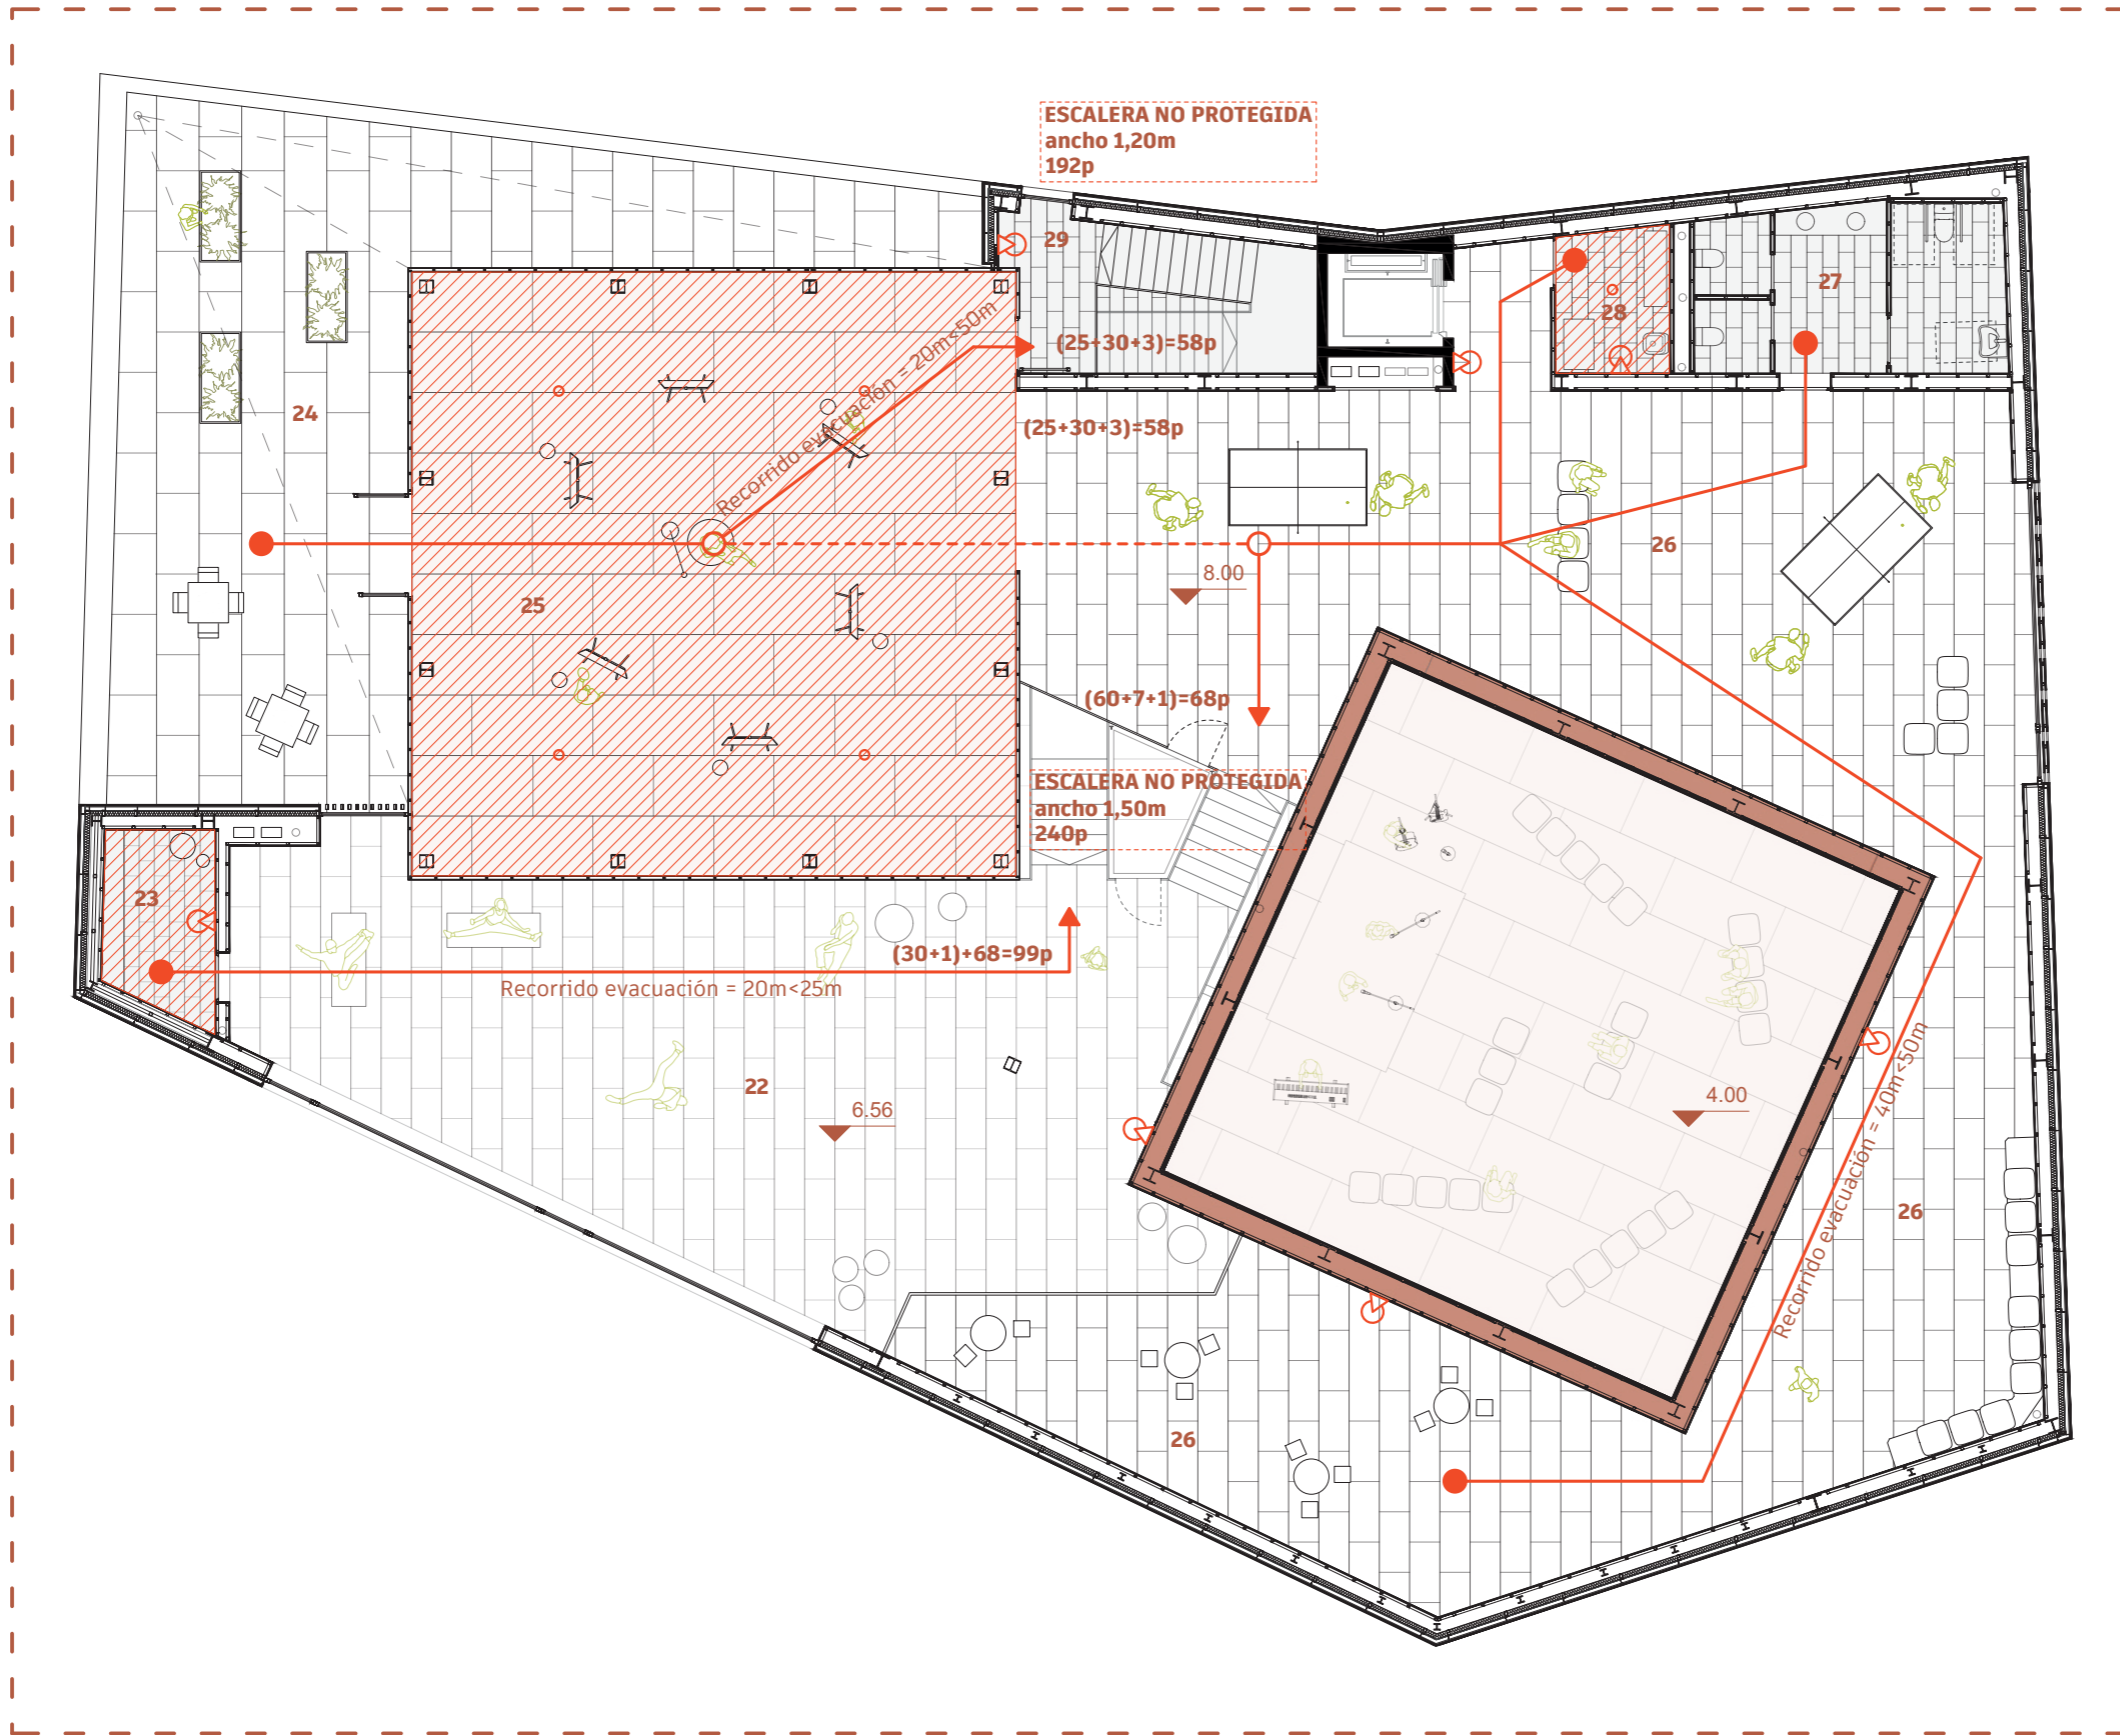 ESCALERA NO PROTEGIDA
ancho 1,20m
192p
29
27
28
(25+30+3)=58p
Recorrido evacuación = 20m<50m
24
(25+30+3)=58p
26
8.00
25
(60+7+1)=68p
ESCALERA NO PROTEGIDA
ancho 1,50m
240p
23
(30+1)+68=99p
Recorrido evacuación = 20m<25m
22
6.56
4.00
Recorrido evacuación = 40m<50m
26
26